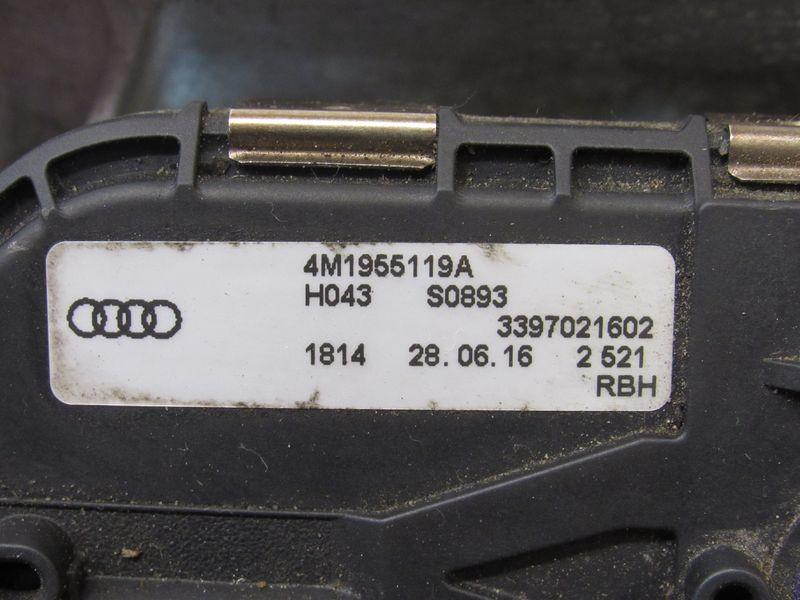 4M1955119A
H043 S0893
3397021602
1814 28.06.16 2 521
RBH